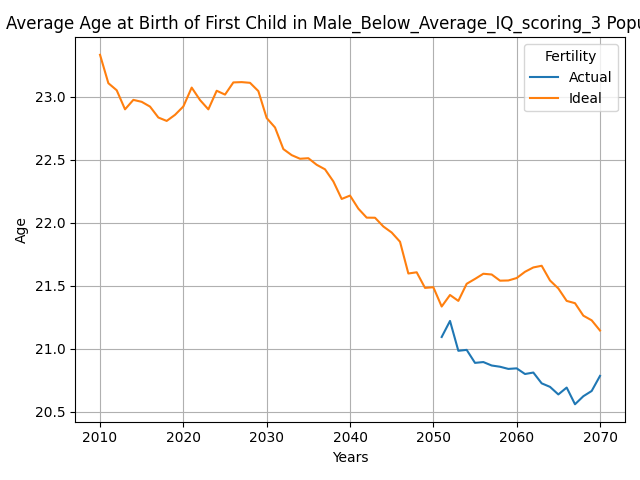 Average Age at Birth of First Child in Male_Below_Average_IQ_scoring_3
Fertility
Actual
Ideal
23.0
22.5
22.0
21.5
21.0
20.5
Age
2010 2020 2030 2040 2050 2060 2070
Years